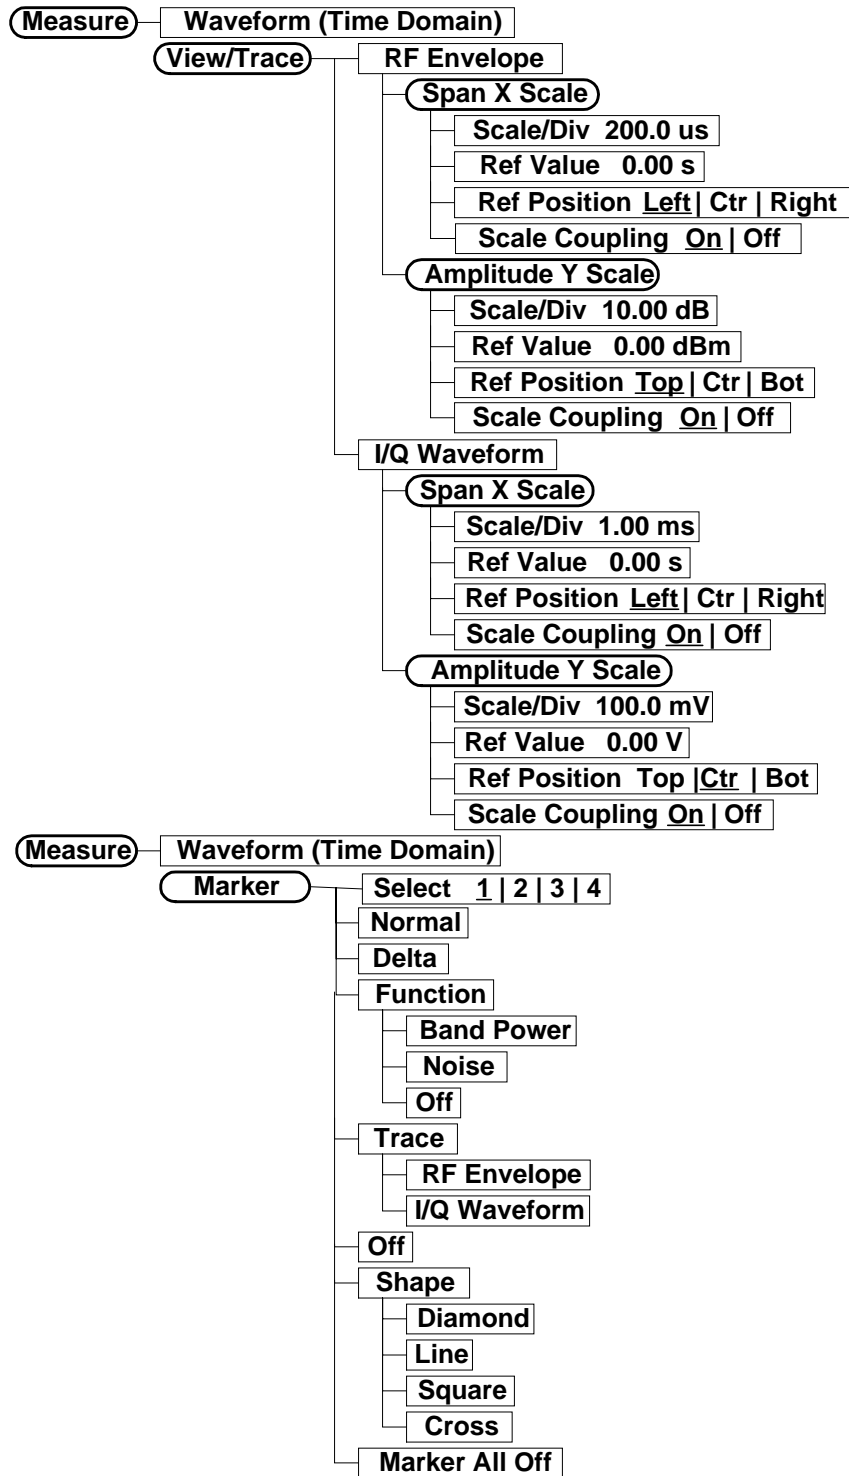 Measure Waveform (Time Domain)
View/Trace RF Envelope
Span X Scale
Scale/Div 200.0 us
Ref Value 0.00 s
Ref Position Left | Ctr | Right
Scale Coupling On | Off
Amplitude Y Scale
Scale/Div 10.00 dB
Ref Value 0.00 dBm
Ref Position Top | Ctr | Bot
Scale Coupling On | Off
I/Q Waveform
Span X Scale
Scale/Div 1.00 ms
Ref Value 0.00 s
Ref Position Left | Ctr | Right
Scale Coupling On | Off
Amplitude Y Scale
Scale/Div 100.0 mV
Ref Value 0.00 V
Ref Position Top | Ctr | Bot
Scale Coupling On | Off
Measure Waveform (Time Domain)
Marker Select 1 | 2 | 3 | 4
Normal
Delta
Function
Band Power
Noise
Off
Trace
RF Envelope
I/Q Waveform
Off
Shape
Diamond
Line
Square
Cross
Marker All Off